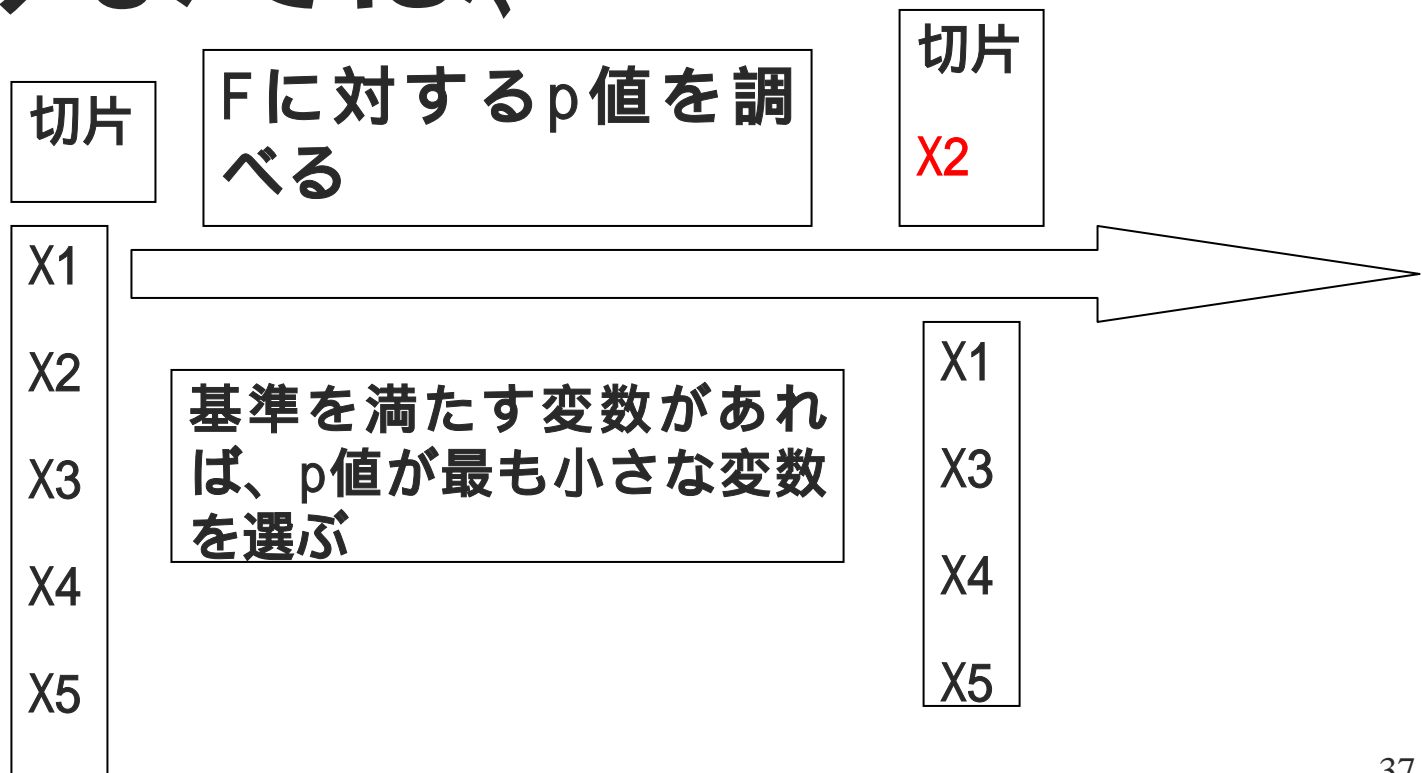 切片
Fに対するp値を調
べる
切片
X2
X1
X2
X3
X4
X5
基準を満たす変数があれ
ば、p値が最も小さな変数
を選ぶ
X1
X3
X4
X5
37